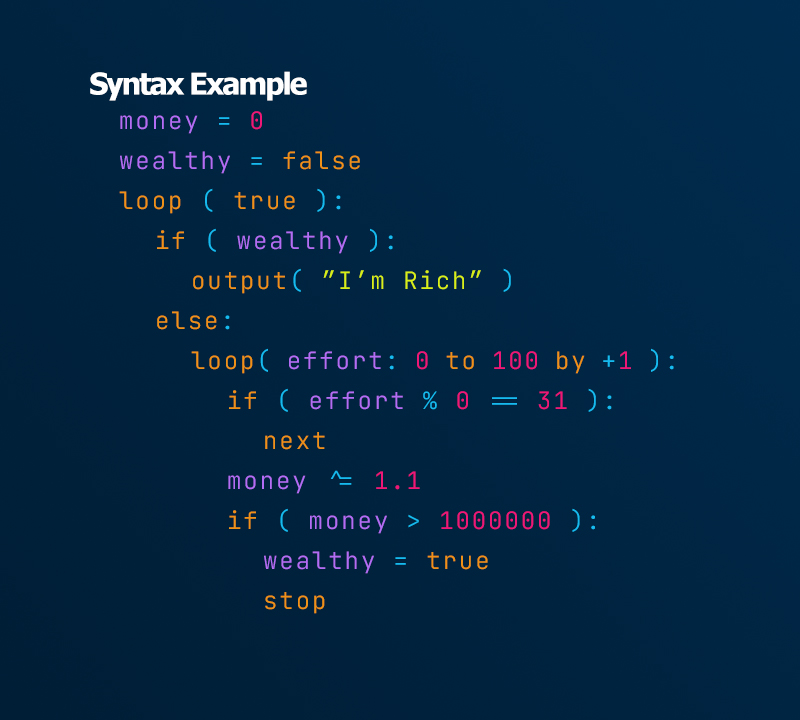 Syntax Example
money = 0
wealthy = false
loop ( true ):
if ( wealthy ):
output( ”I’m Rich” )
else:
loop( effort: 0 to 100 by +1 ):
if ( effort % 0 == 31 ):
next
money ^= 1.1
if ( money > 1000000 ):
wealthy = true
stop